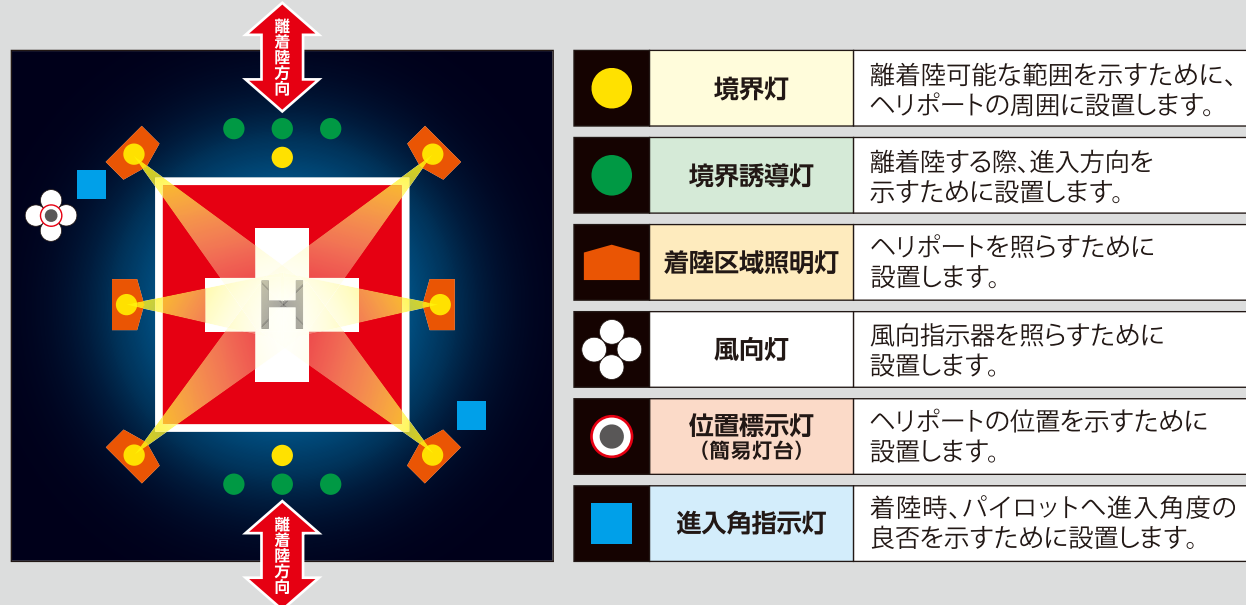 離着陸方向
H
離着陸方向
境界灯
離着陸可能な範囲を示すために、
ヘリポートの周囲に設置します。
境界誘導灯
離着陸する際、進入方向を
示すために設置します。
着陸区域照明灯
ヘリポートを照らすために
設置します。
風向灯
風向指示器を照らすために
設置します。
位置標示灯
（簡易灯台）
ヘリポートの位置を示すために
設置します。
進入角指示灯
着陸時、パイロットへ進入角度の
良否を示すために設置します。